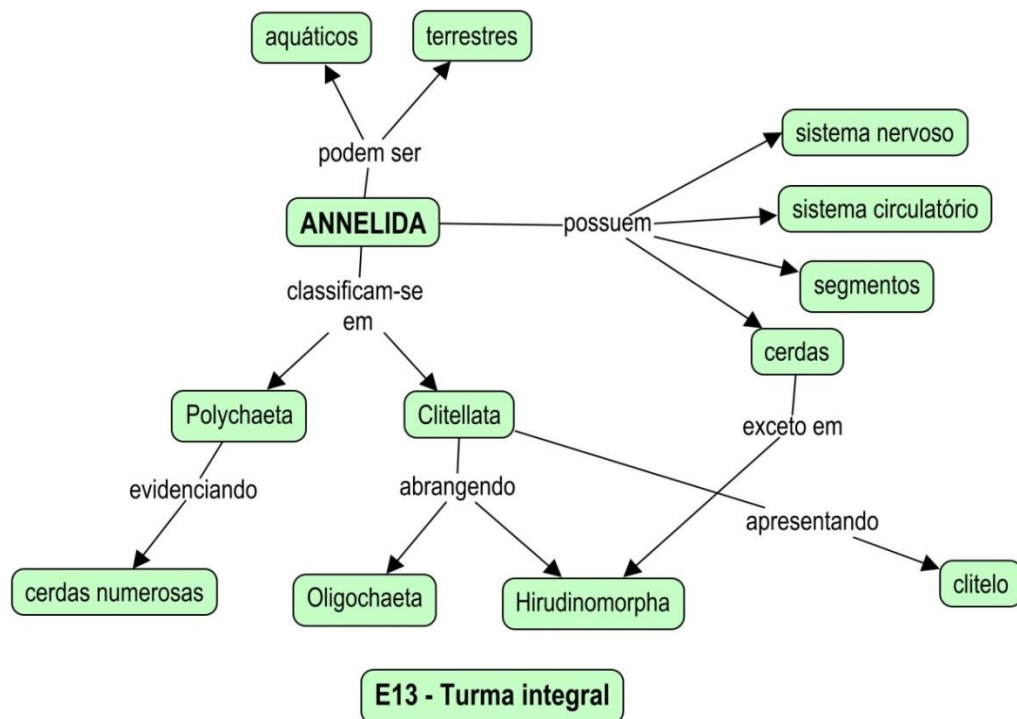 aquáticos
terrestres
podem ser
sistema nervoso
ANNELIDA
possuem
sistema circulatório
segmentos
classificam-se
em
cerdas
Polychaeta
Clitellata
exceto em
evidenciando
abrangendo
apresentando
cerdas numerosas
Oligochaeta
Hirudinomorpha
clitelo
E13 - Turma integral